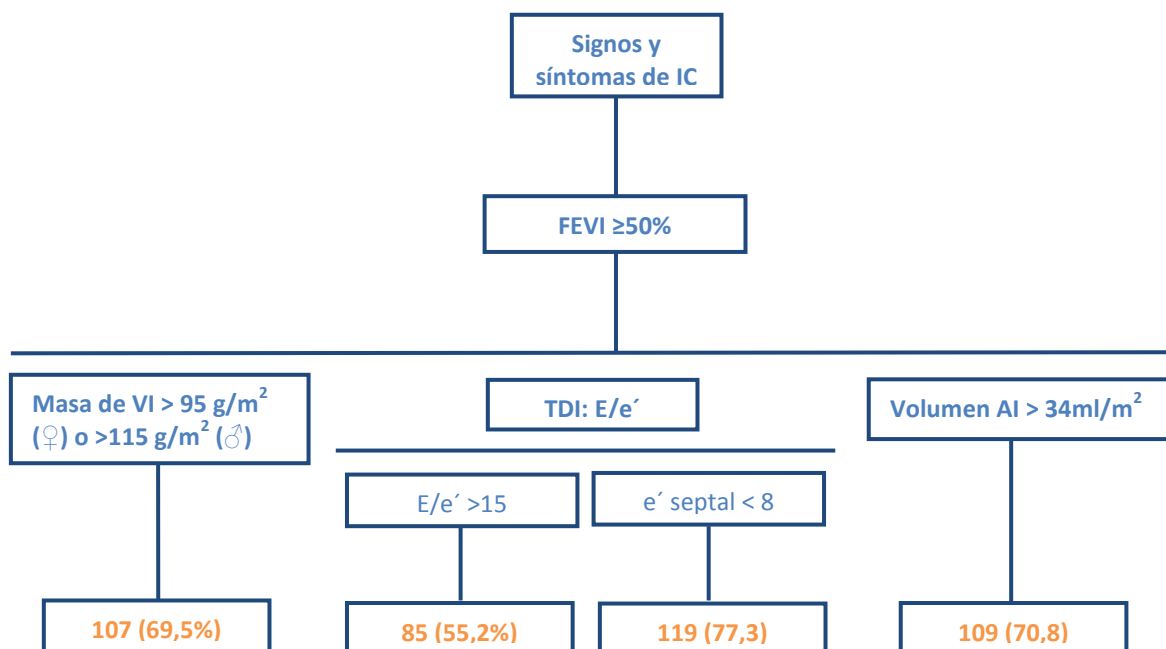 Signos y
síntomas de IC
FEVI ≥50%
Masa de VI > 95 g/m²
(♀) o >115 g/m² (♂)
TDI: E/e´
Volumen AI > 34ml/m²
E/e´ >15
e´ septal < 8
107 (69,5%)
85 (55,2%)
119 (77,3)
109 (70,8)